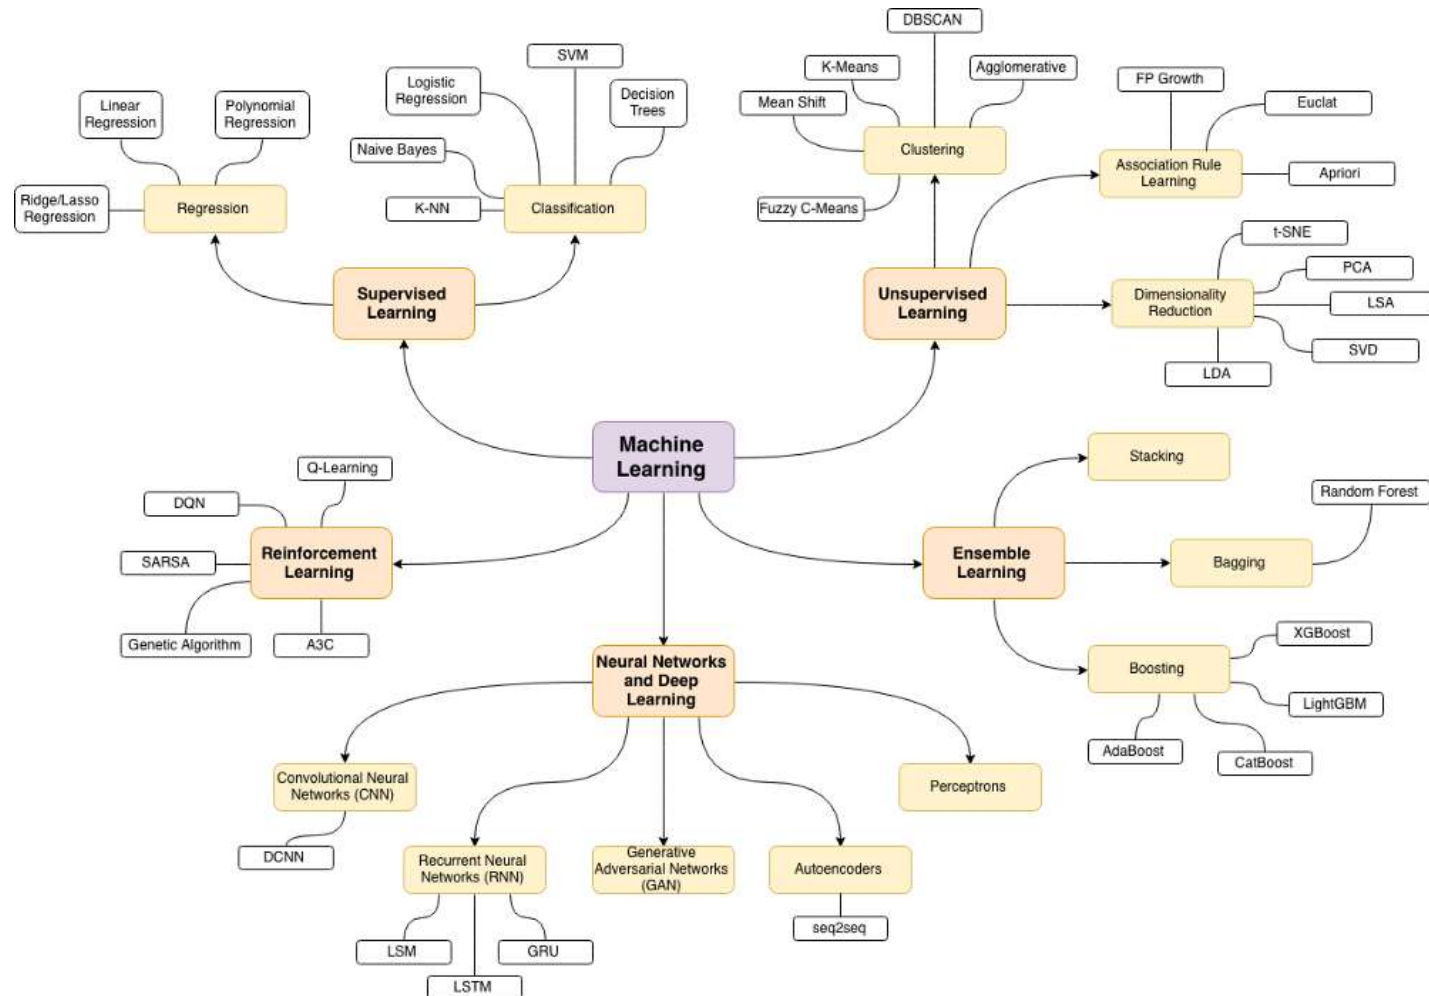 DBSCAN
SVM
K-Means
Agglomerative
FP Growth
Logistic
Regression
Linear
Regression
Polynomial
Regression
Decision
Trees
Mean Shift
Euclat
Naive Bayes
Clustering
Association Rule
Learning
Apriori
Ridge/Lasso
Regression
Regression
K-NN
Classification
Fuzzy C-Means
t-SNE
PCA
Supervised
Learning
Unsupervised
Learning
Dimensionality
Reduction
LSA
SVD
LDA
Machine
Learning
Stacking
Q-Learning
DQN
Random Forest
Reinforcement
Learning
SARSA
Ensemble
Learning
Bagging
Genetic Algorithm
A3C
XGBoost
Neural Networks
and Deep
Learning
Boosting
LightGBM
AdaBoost
CatBoost
Convolutional Neural
Networks (CNN)
Perceptrons
DCNN
Recurrent Neural
Networks (RNN)
Generative
Adversarial Networks
(GAN)
Autoencoders
seq2seq
LSM
GRU
LSTM